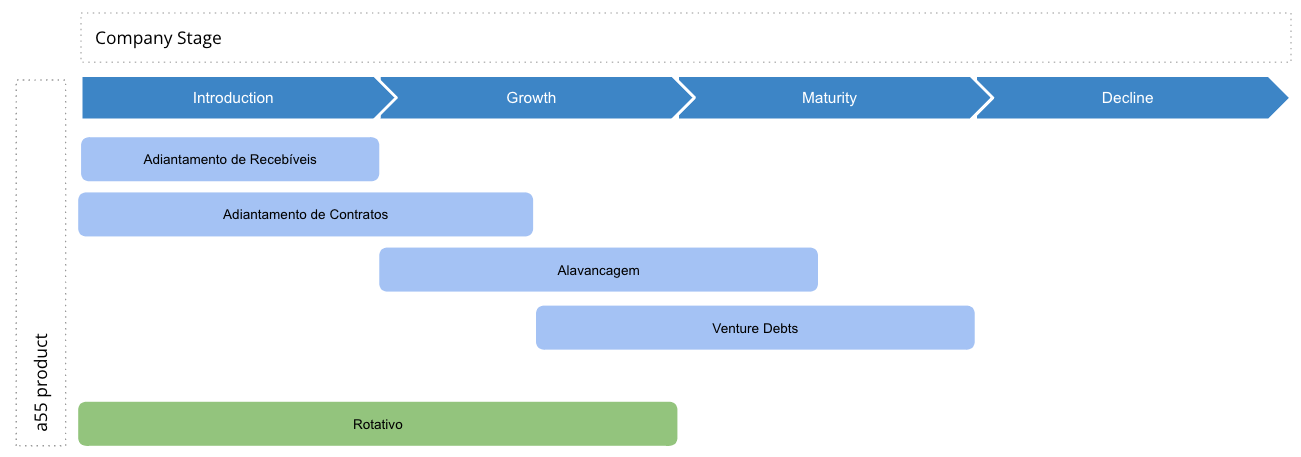 Company Stage
Introduction
Growth
Maturity
Decline
Adiantamento de Recebíveis
Adiantamento de Contratos
Alavancagem
Venture Debts
Rotativo
a55 product